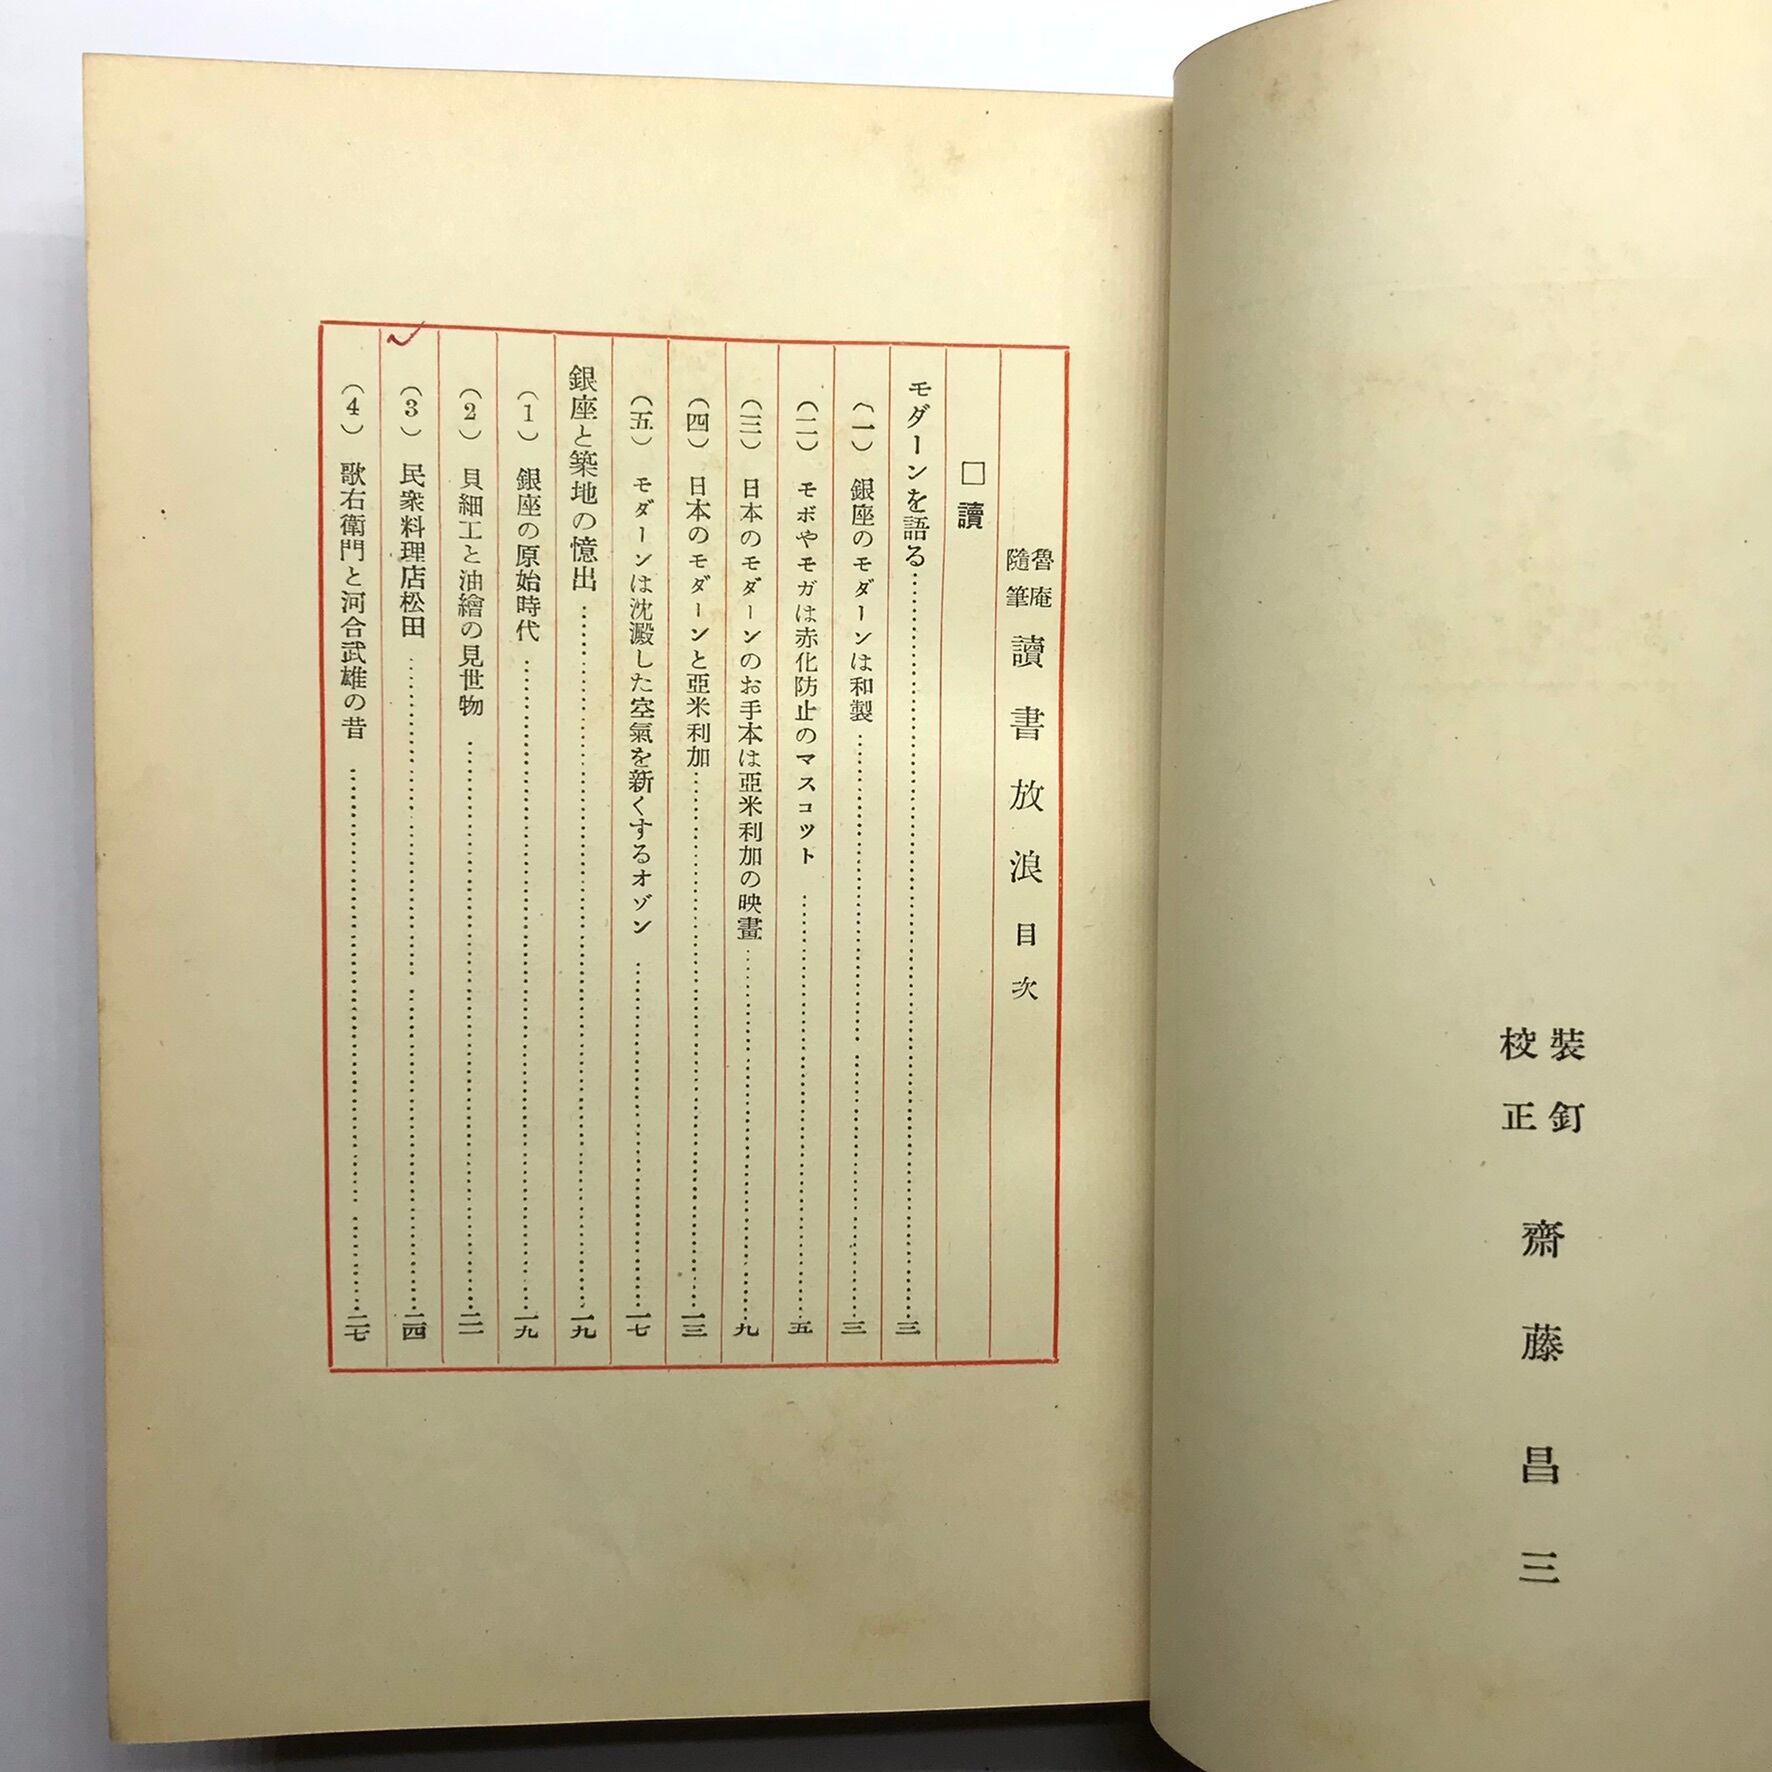 裝釘
校正
齋藤昌三
魯庵
隨筆
讀書放浪目次
□讀
モダーンを語る……三
(一) 銀座のモダーンは和製……三
(二) モボやモガは赤化防止のマスコット……五
(三) 日本のモダーンのお手本は亞米利加の映畫……九
(四) 日本のモダーンと亞米利加……一三
(五) モダーンは沈澱した空氣を新くするオゾン……一七
銀座と築地の憶出……一九
(1) 銀座の原始時代……一九
(2) 貝細工と油繪の見世物……二一
(3) 民衆料理店松田……二四
(4) 歌右衛門と河合武雄の昔……二七